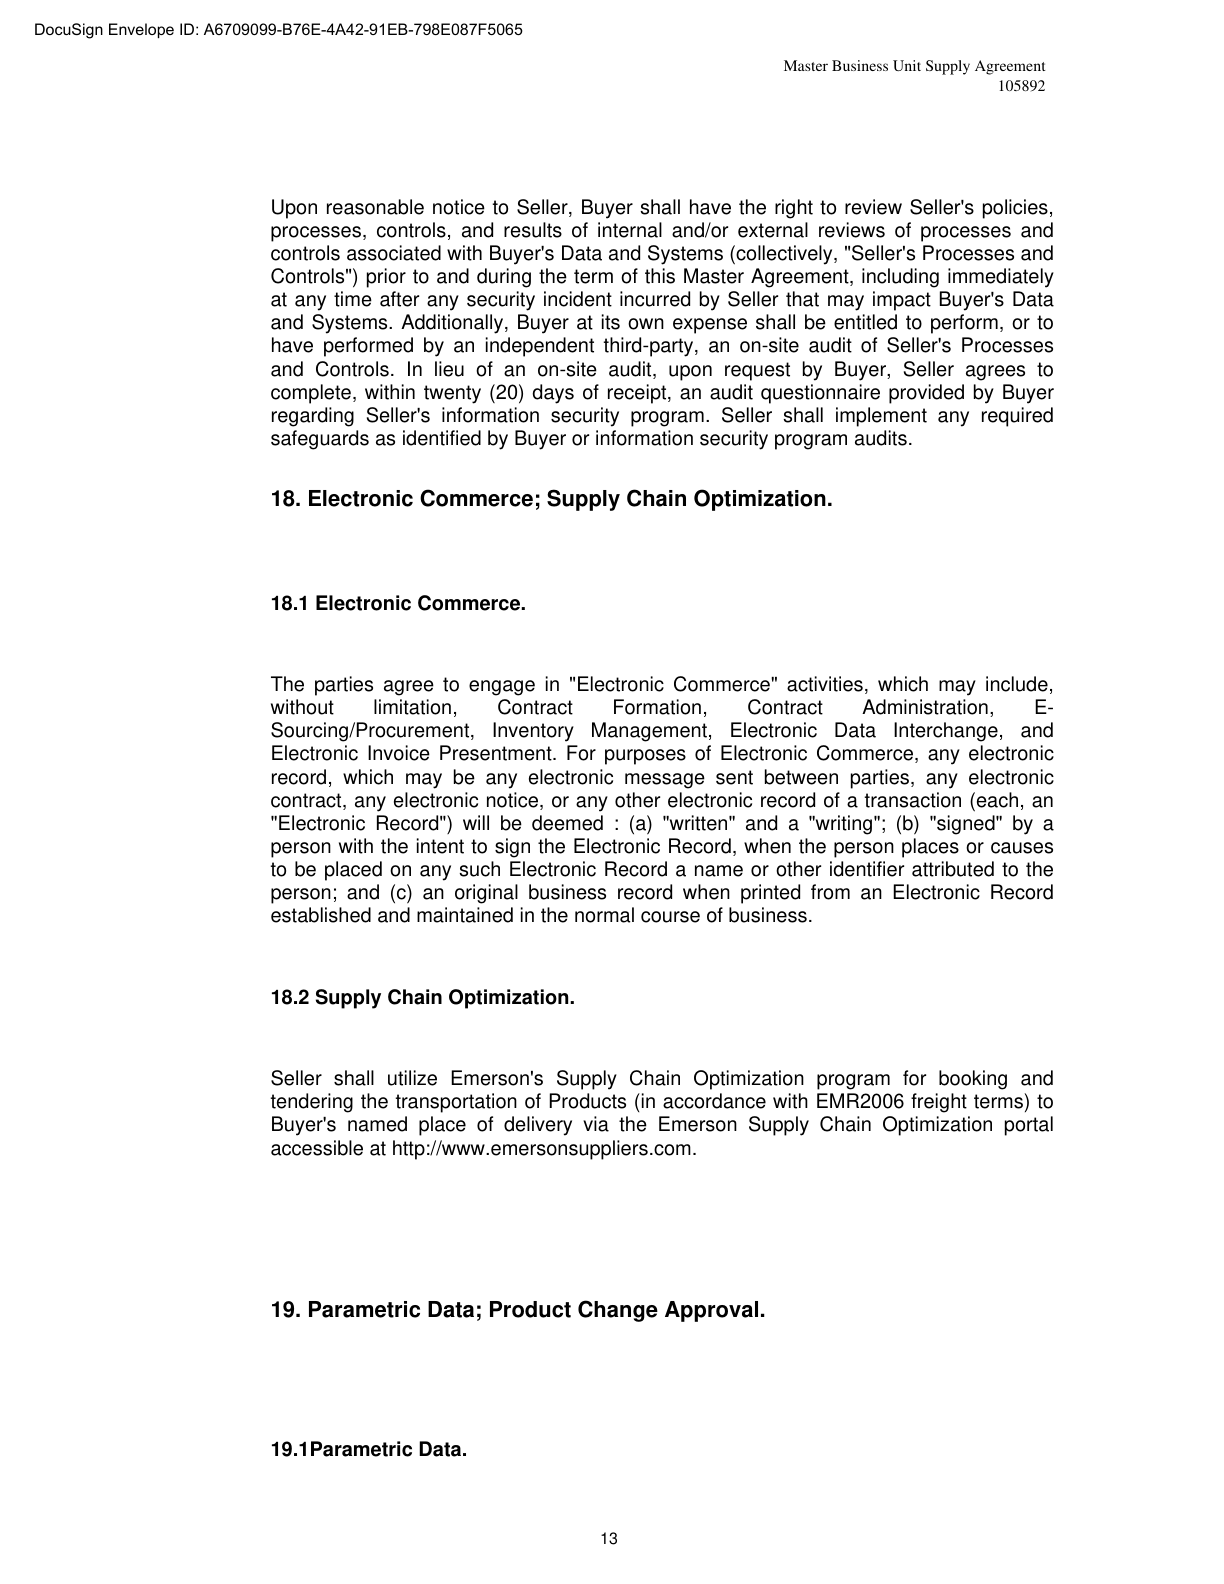 DocuSign Envelope ID: A6709099-B76E-4A42-91EB-798E087F5065
Master Business Unit Supply Agreement
105892
Upon reasonable notice to Seller, Buyer shall have the right to review Seller's policies,
processes, controls, and results of internal and/or external reviews of processes and
controls associated with Buyer's Data and Systems (collectively, "Seller's Processes and
Controls") prior to and during the term of this Master Agreement, including immediately
at any time after any security incident incurred by Seller that may impact Buyer's Data
and Systems. Additionally, Buyer at its own expense shall be entitled to perform, or to
have performed by an independent third-party, an on-site audit of Seller's Processes
and Controls. In lieu of an on-site audit, upon request by Buyer, Seller agrees to
complete, within twenty (20) days of receipt, an audit questionnaire provided by Buyer
regarding Seller's information security program. Seller shall implement any required
safeguards as identified by Buyer or information security program audits.
18. Electronic Commerce; Supply Chain Optimization.
18.1 Electronic Commerce.
The parties agree to engage in "Electronic Commerce" activities, which may include,
without limitation, Contract Formation, Contract Administration, E-
Sourcing/Procurement, Inventory Management, Electronic Data Interchange, and
Electronic Invoice Presentment. For purposes of Electronic Commerce, any electronic
record, which may be any electronic message sent between parties, any electronic
contract, any electronic notice, or any other electronic record of a transaction (each, an
"Electronic Record") will be deemed : (a) "written" and a "writing"; (b) "signed" by a
person with the intent to sign the Electronic Record, when the person places or causes
to be placed on any such Electronic Record a name or other identifier attributed to the
person; and (c) an original business record when printed from an Electronic Record
established and maintained in the normal course of business.
18.2 Supply Chain Optimization.
Seller shall utilize Emerson's Supply Chain Optimization program for booking and
tendering the transportation of Products (in accordance with EMR2006 freight terms) to
Buyer's named place of delivery via the Emerson Supply Chain Optimization portal
accessible at http://www.emersonsuppliers.com.
19. Parametric Data; Product Change Approval.
19.1Parametric Data.
13